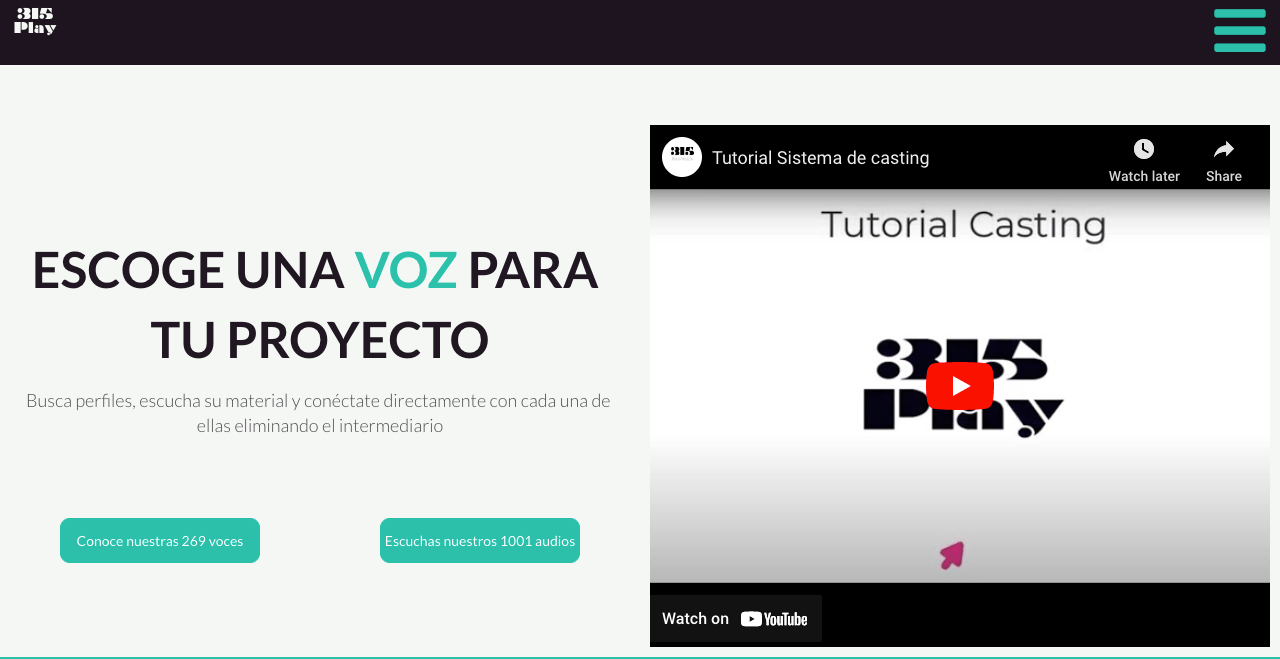 315
Play
ESCOGE UNA VOZ PARA
TU PROYECTO
Busca perfiles, escucha su material y conéctate directamente con cada una de
ellas eliminando el intermediario
Conoce nuestras 269 voces
Escuchas nuestros 1001 audios
315
Tutorial Sistema de casting
Watch later
Share
Tutorial Casting
315
Play
Watch on YouTube